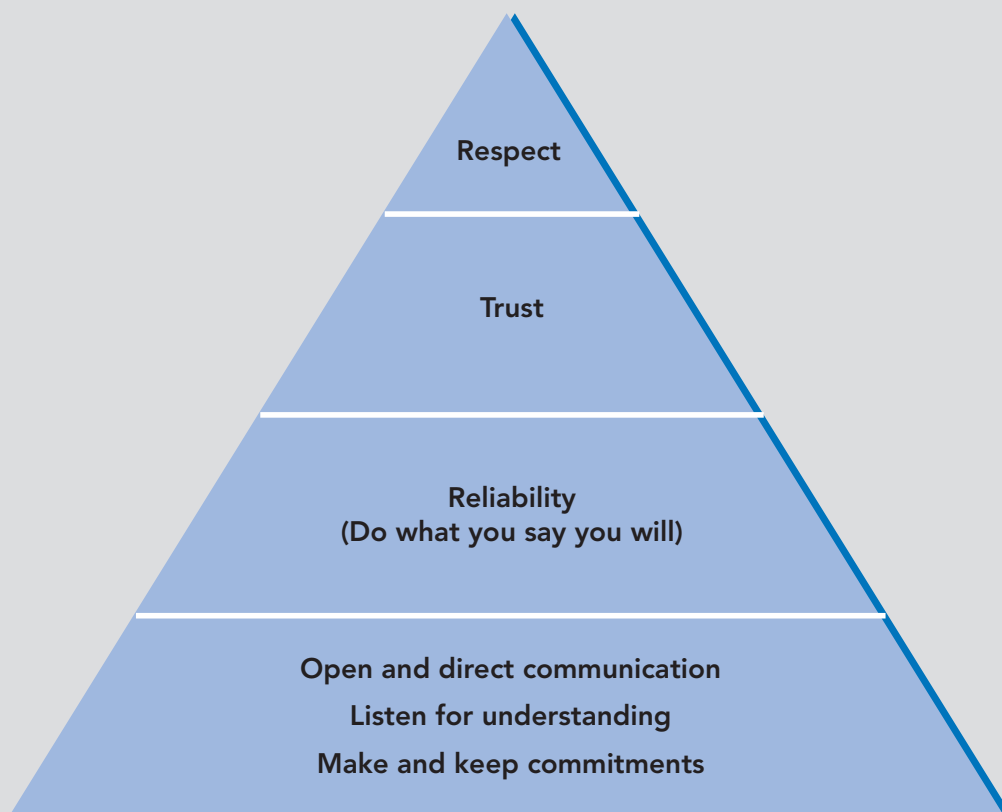 Respect
Trust
Reliability
(Do what you say you will)
Open and direct communication
Listen for understanding
Make and keep commitments